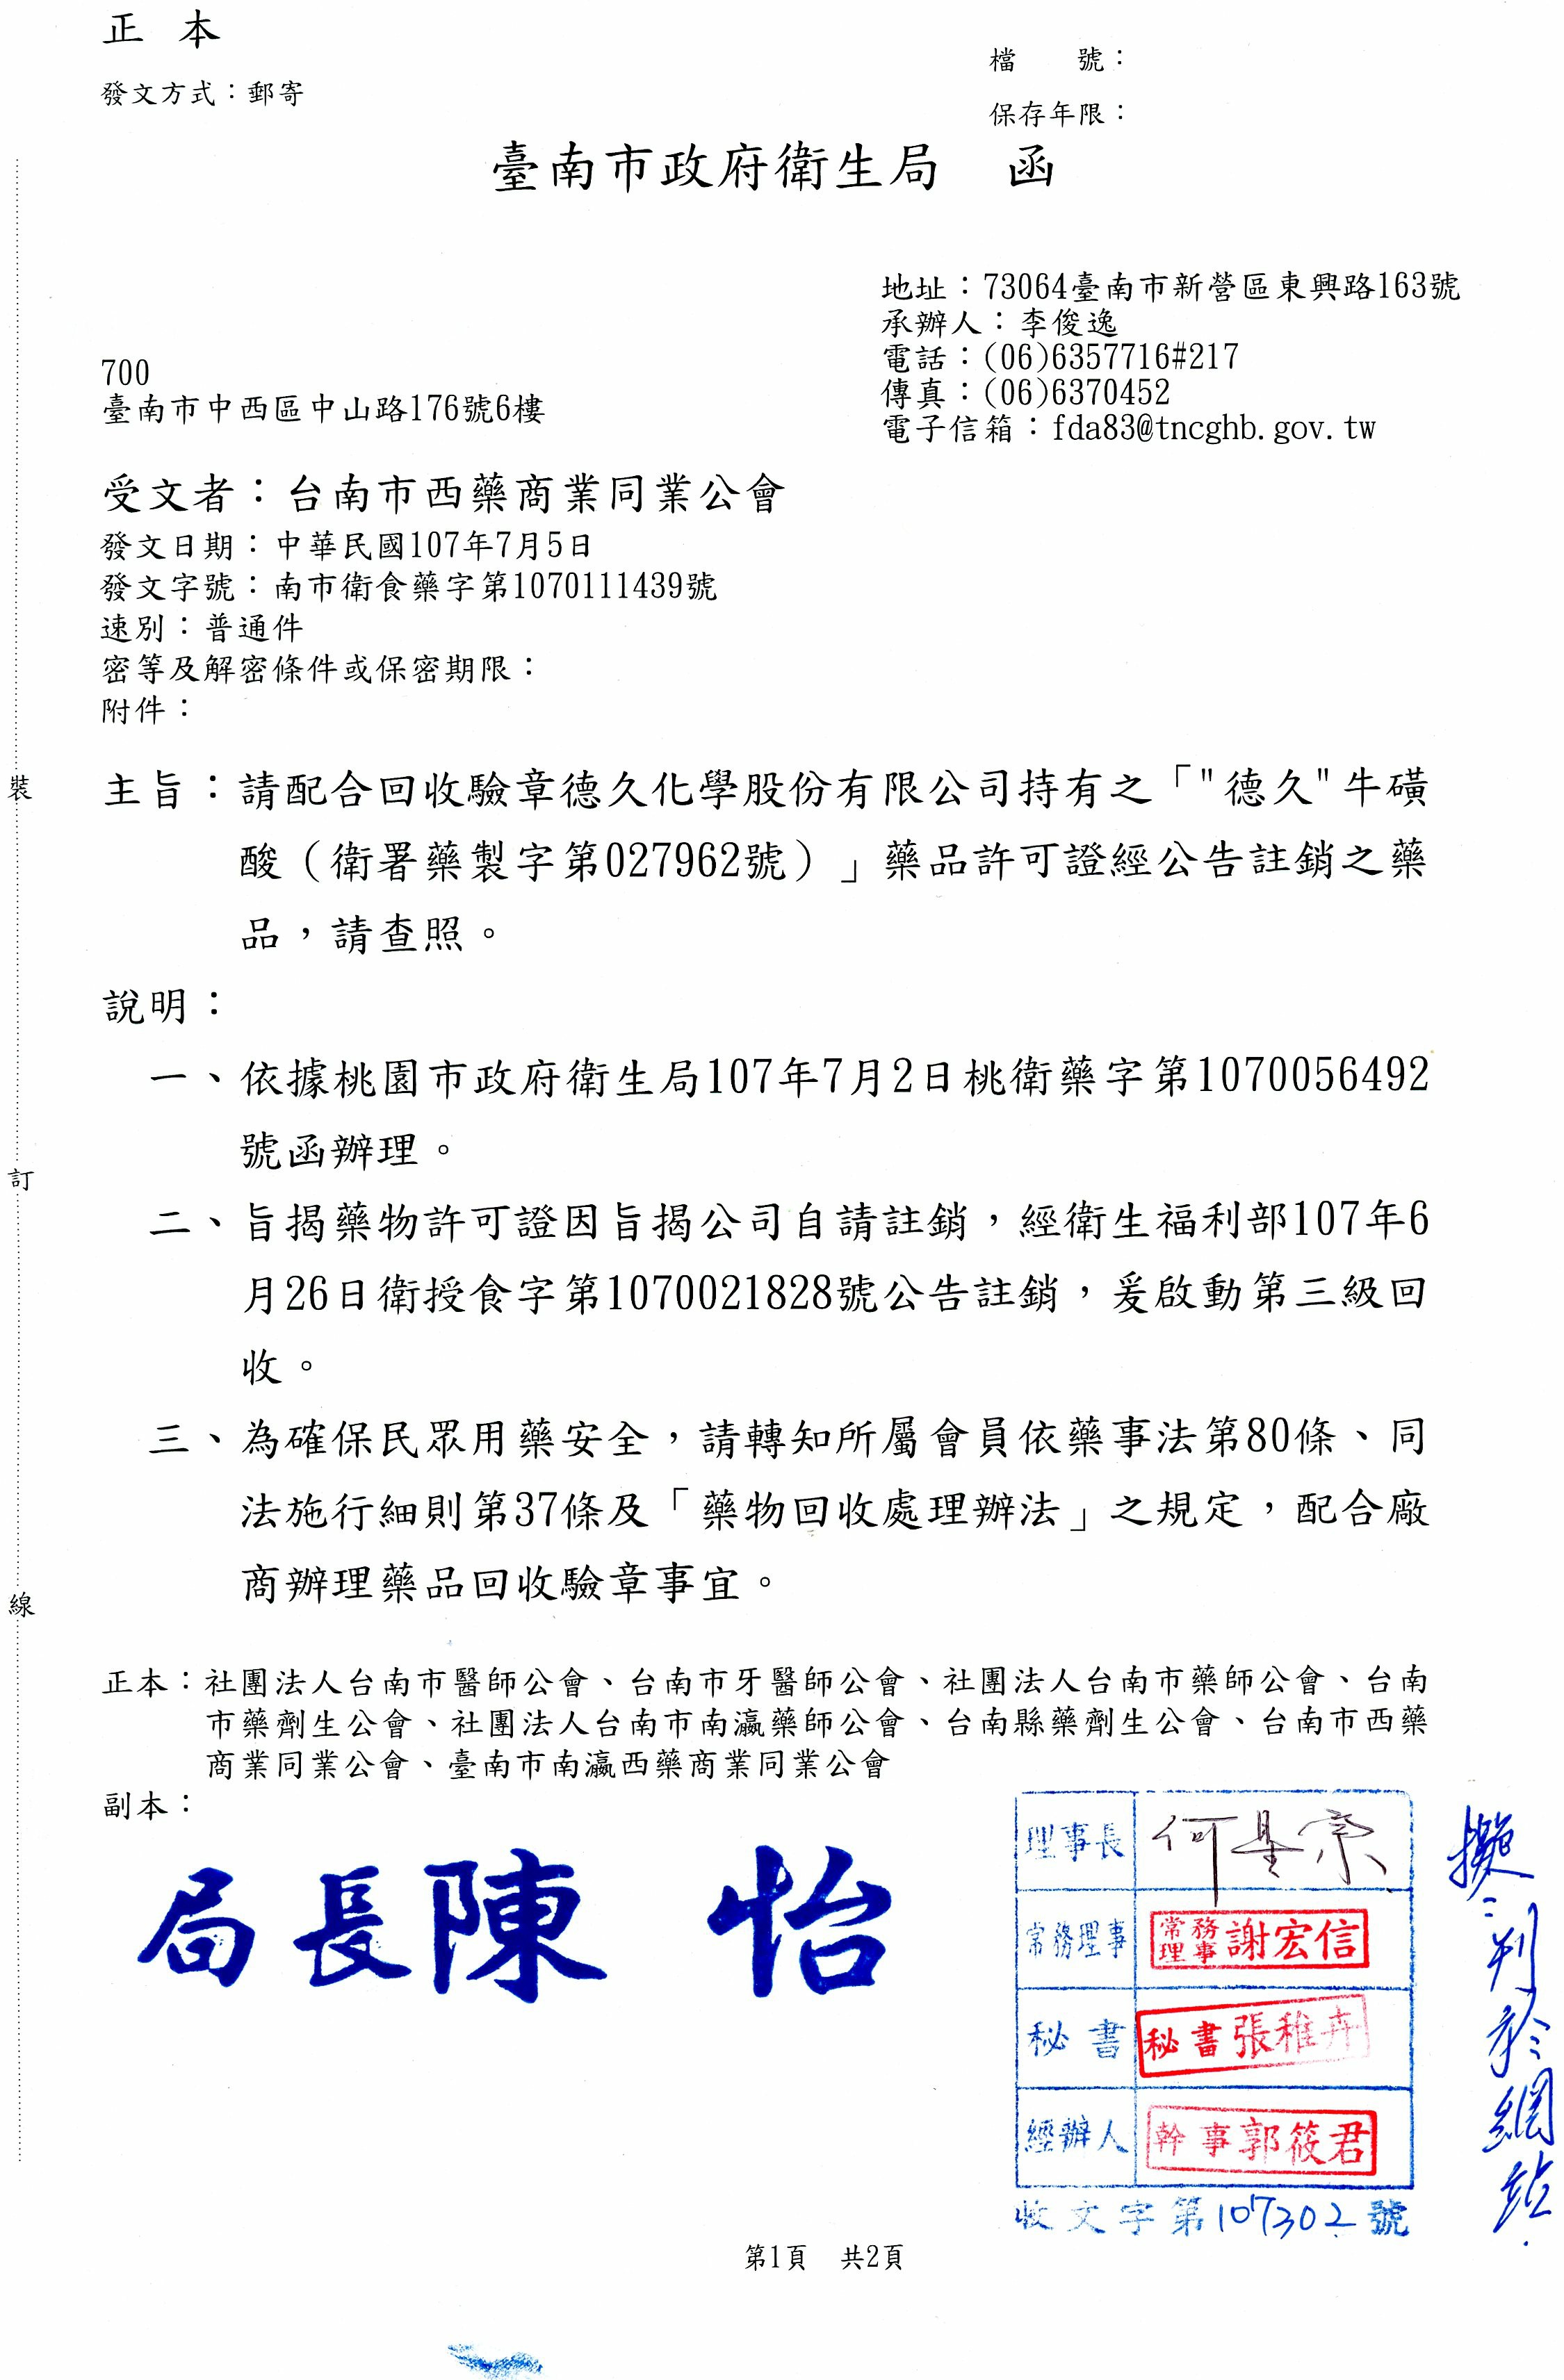 正 本
發文方式：郵寄
檔 號：
保存年限：
臺南市政府衛生局 函
地址：73064臺南市新營區東興路163號
承辦人：李俊逸
電話：(06)6357716#217
傳真：(06)6370452
電子信箱：fda83@tncghb.gov.tw
700
臺南市中西區中山路176號6樓
受文者：台南市西藥商業同業公會
發文日期：中華民國107年7月5日
發文字號：南市衛食藥字第1070111439號
速別：普通件
密等及解密條件或保密期限：
附件：
主旨：請配合回收驗章德久化學股份有限公司持有之「"德久"牛磺
酸（衛署藥製字第027962號）」藥品許可證經公告註銷之藥
品，請查照。
說明：
一、依據桃園市政府衛生局107年7月2日桃衛藥字第1070056492
號函辦理。
二、旨揭藥物許可證因旨揭公司自請註銷，經衛生福利部107年6
月26日衛授食字第1070021828號公告註銷，爰啟動第三級回
收。
三、為確保民眾用藥安全，請轉知所屬會員依藥事法第80條、同
法施行細則第37條及「藥物回收處理辦法」之規定，配合廠
商辦理藥品回收驗章事宜。
正本：社團法人台南市醫師公會、台南市牙醫師公會、社團法人台南市藥師公會、台南
市藥劑生公會、社團法人台南市南瀛藥師公會、台南縣藥劑生公會、台南市西藥
商業同業公會、臺南市南瀛西藥商業同業公會
副本：
局長陳 怡
理事長 何基宗
常務理事 常務理事 謝宏信
秘書 秘書張稚卉
經辦人 幹事郭筱君
收文字第107302號
擬：刊於網站.
裝
訂
線
第1頁 共2頁